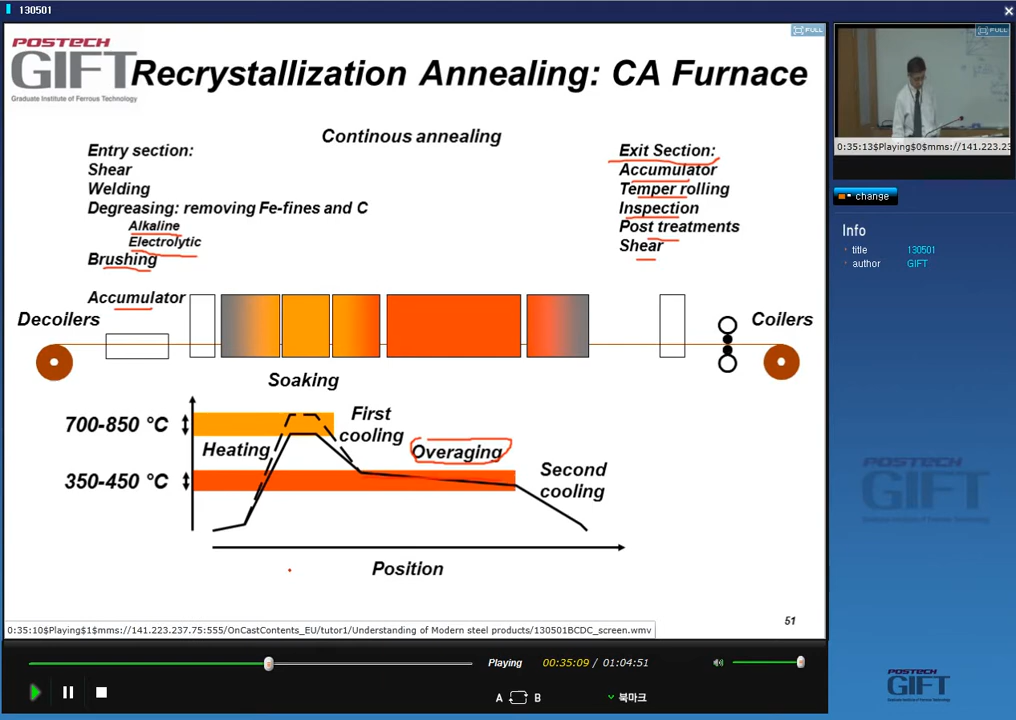 130501
POSTECH
GIFT
Graduate Institute of Ferrous Technology
Recrystallization Annealing: CA Furnace
FULL
Continous annealing
Entry section:
Shear
Welding
Degreasing: removing Fe-fines and C
Alkaline
Electrolytic
Brushing
Accumulator
Exit Section:
Accumulator
Temper rolling
Inspection
Post treatments
Shear
Decoilers
Coilers
Soaking
700-850 °C
350-450 °C
Heating
First
cooling
Overaging
Second
cooling
Position
51
0:35:10$Playing$1$mms://141.223.237.75:555/OnCastContents_EU/tutor1/Understanding of Modern steel products/130501BCDC_screen.wmv
FULL
0:35:13$Playing$0$mms://141.223.23
change
Info
title 130501
author GIFT
POSTECH
GIFT
Playing 00:35:09 / 01:04:51
A B 북마크
POSTECH
GIFT